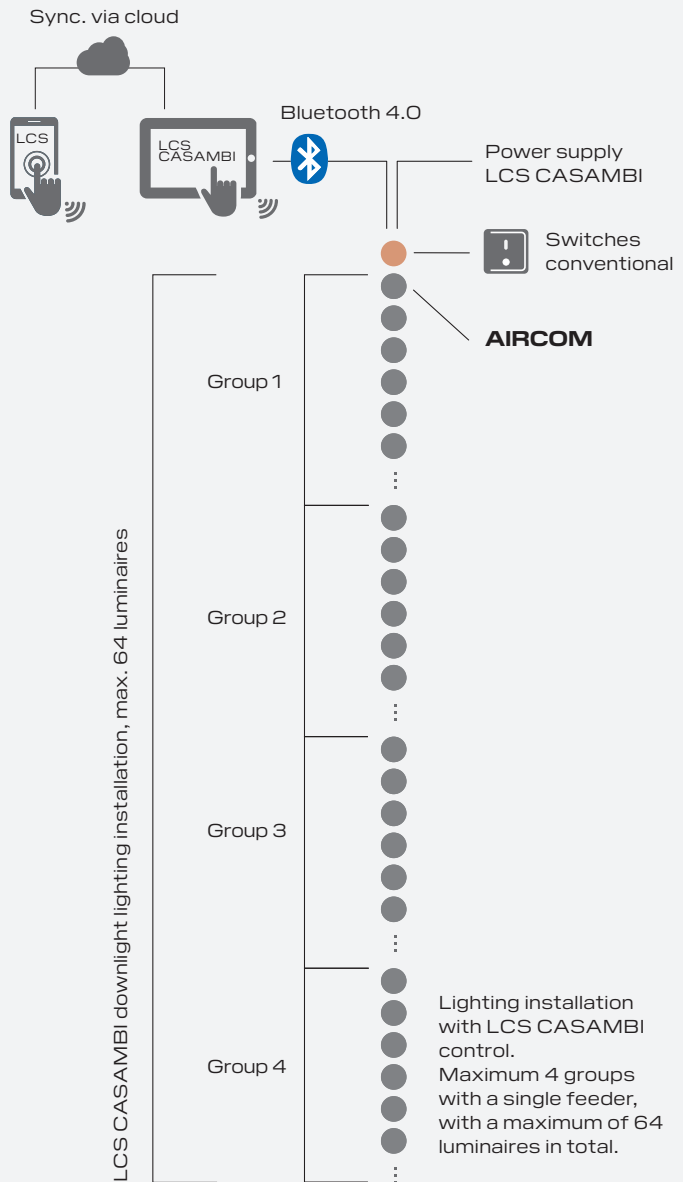 Sync. via cloud
LCS
LCS
CASAMBI
Bluetooth 4.0
Power supply
LCS CASAMBI
Switches
conventional
AIRCOM
Group 1
Group 2
Group 3
Group 4
LCS CASAMBI downlight lighting installation, max. 64 luminaires
Lighting installation
with LCS CASAMBI
control.
Maximum 4 groups
with a single feeder,
with a maximum of 64
luminaires in total.